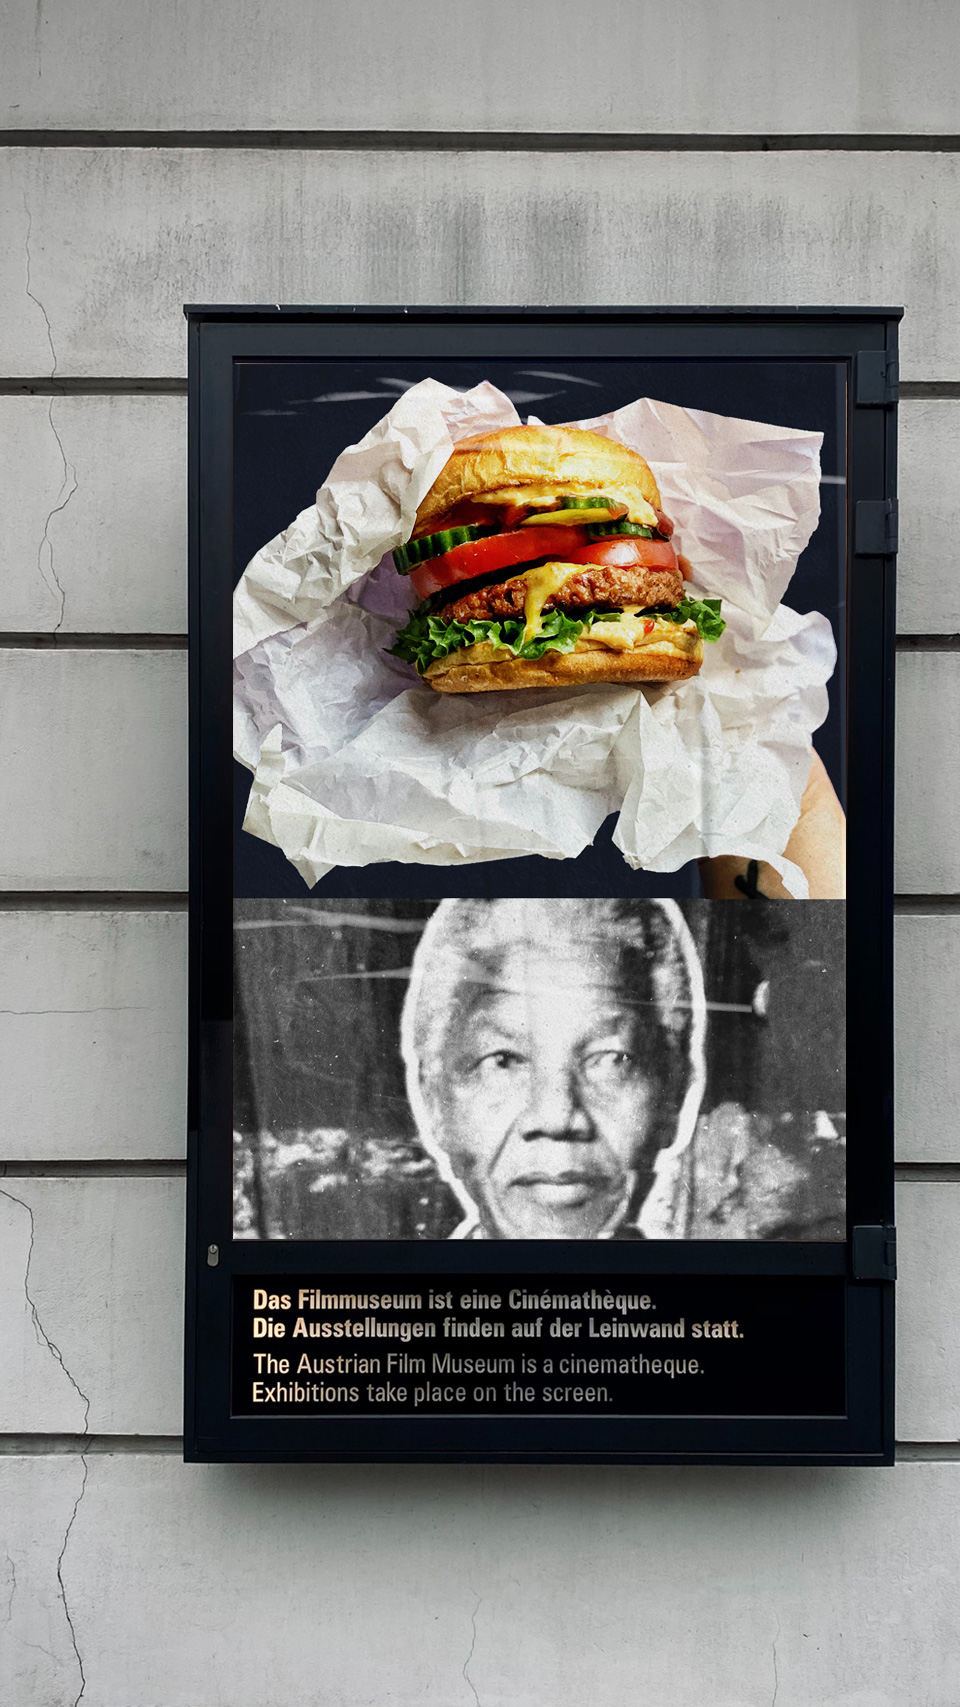 Das Filmmuseum ist eine Cinémathèque.
Die Ausstellungen finden auf der Leinwand statt.
The Austrian Film Museum is a cinematheque.
Exhibitions take place on the screen.